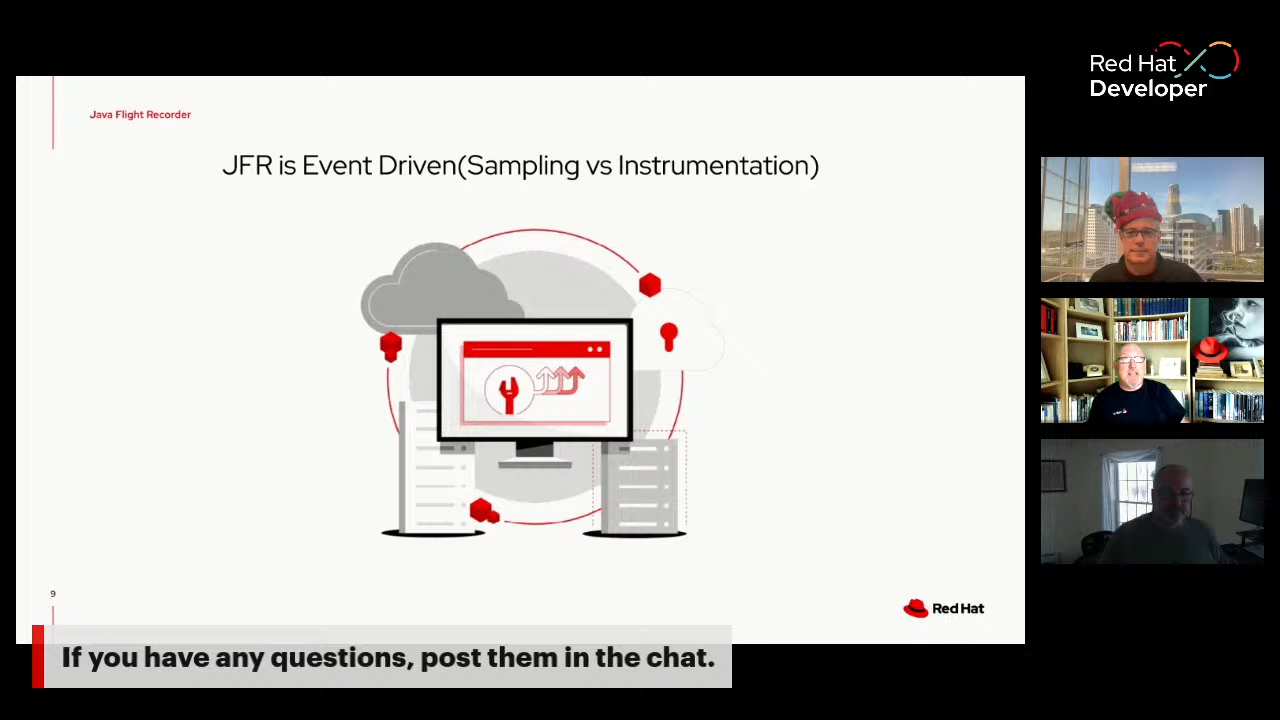 Red Hat
Developer
Java Flight Recorder
JFR is Event Driven(Sampling vs Instrumentation)
9
Red Hat
If you have any questions, post them in the chat.